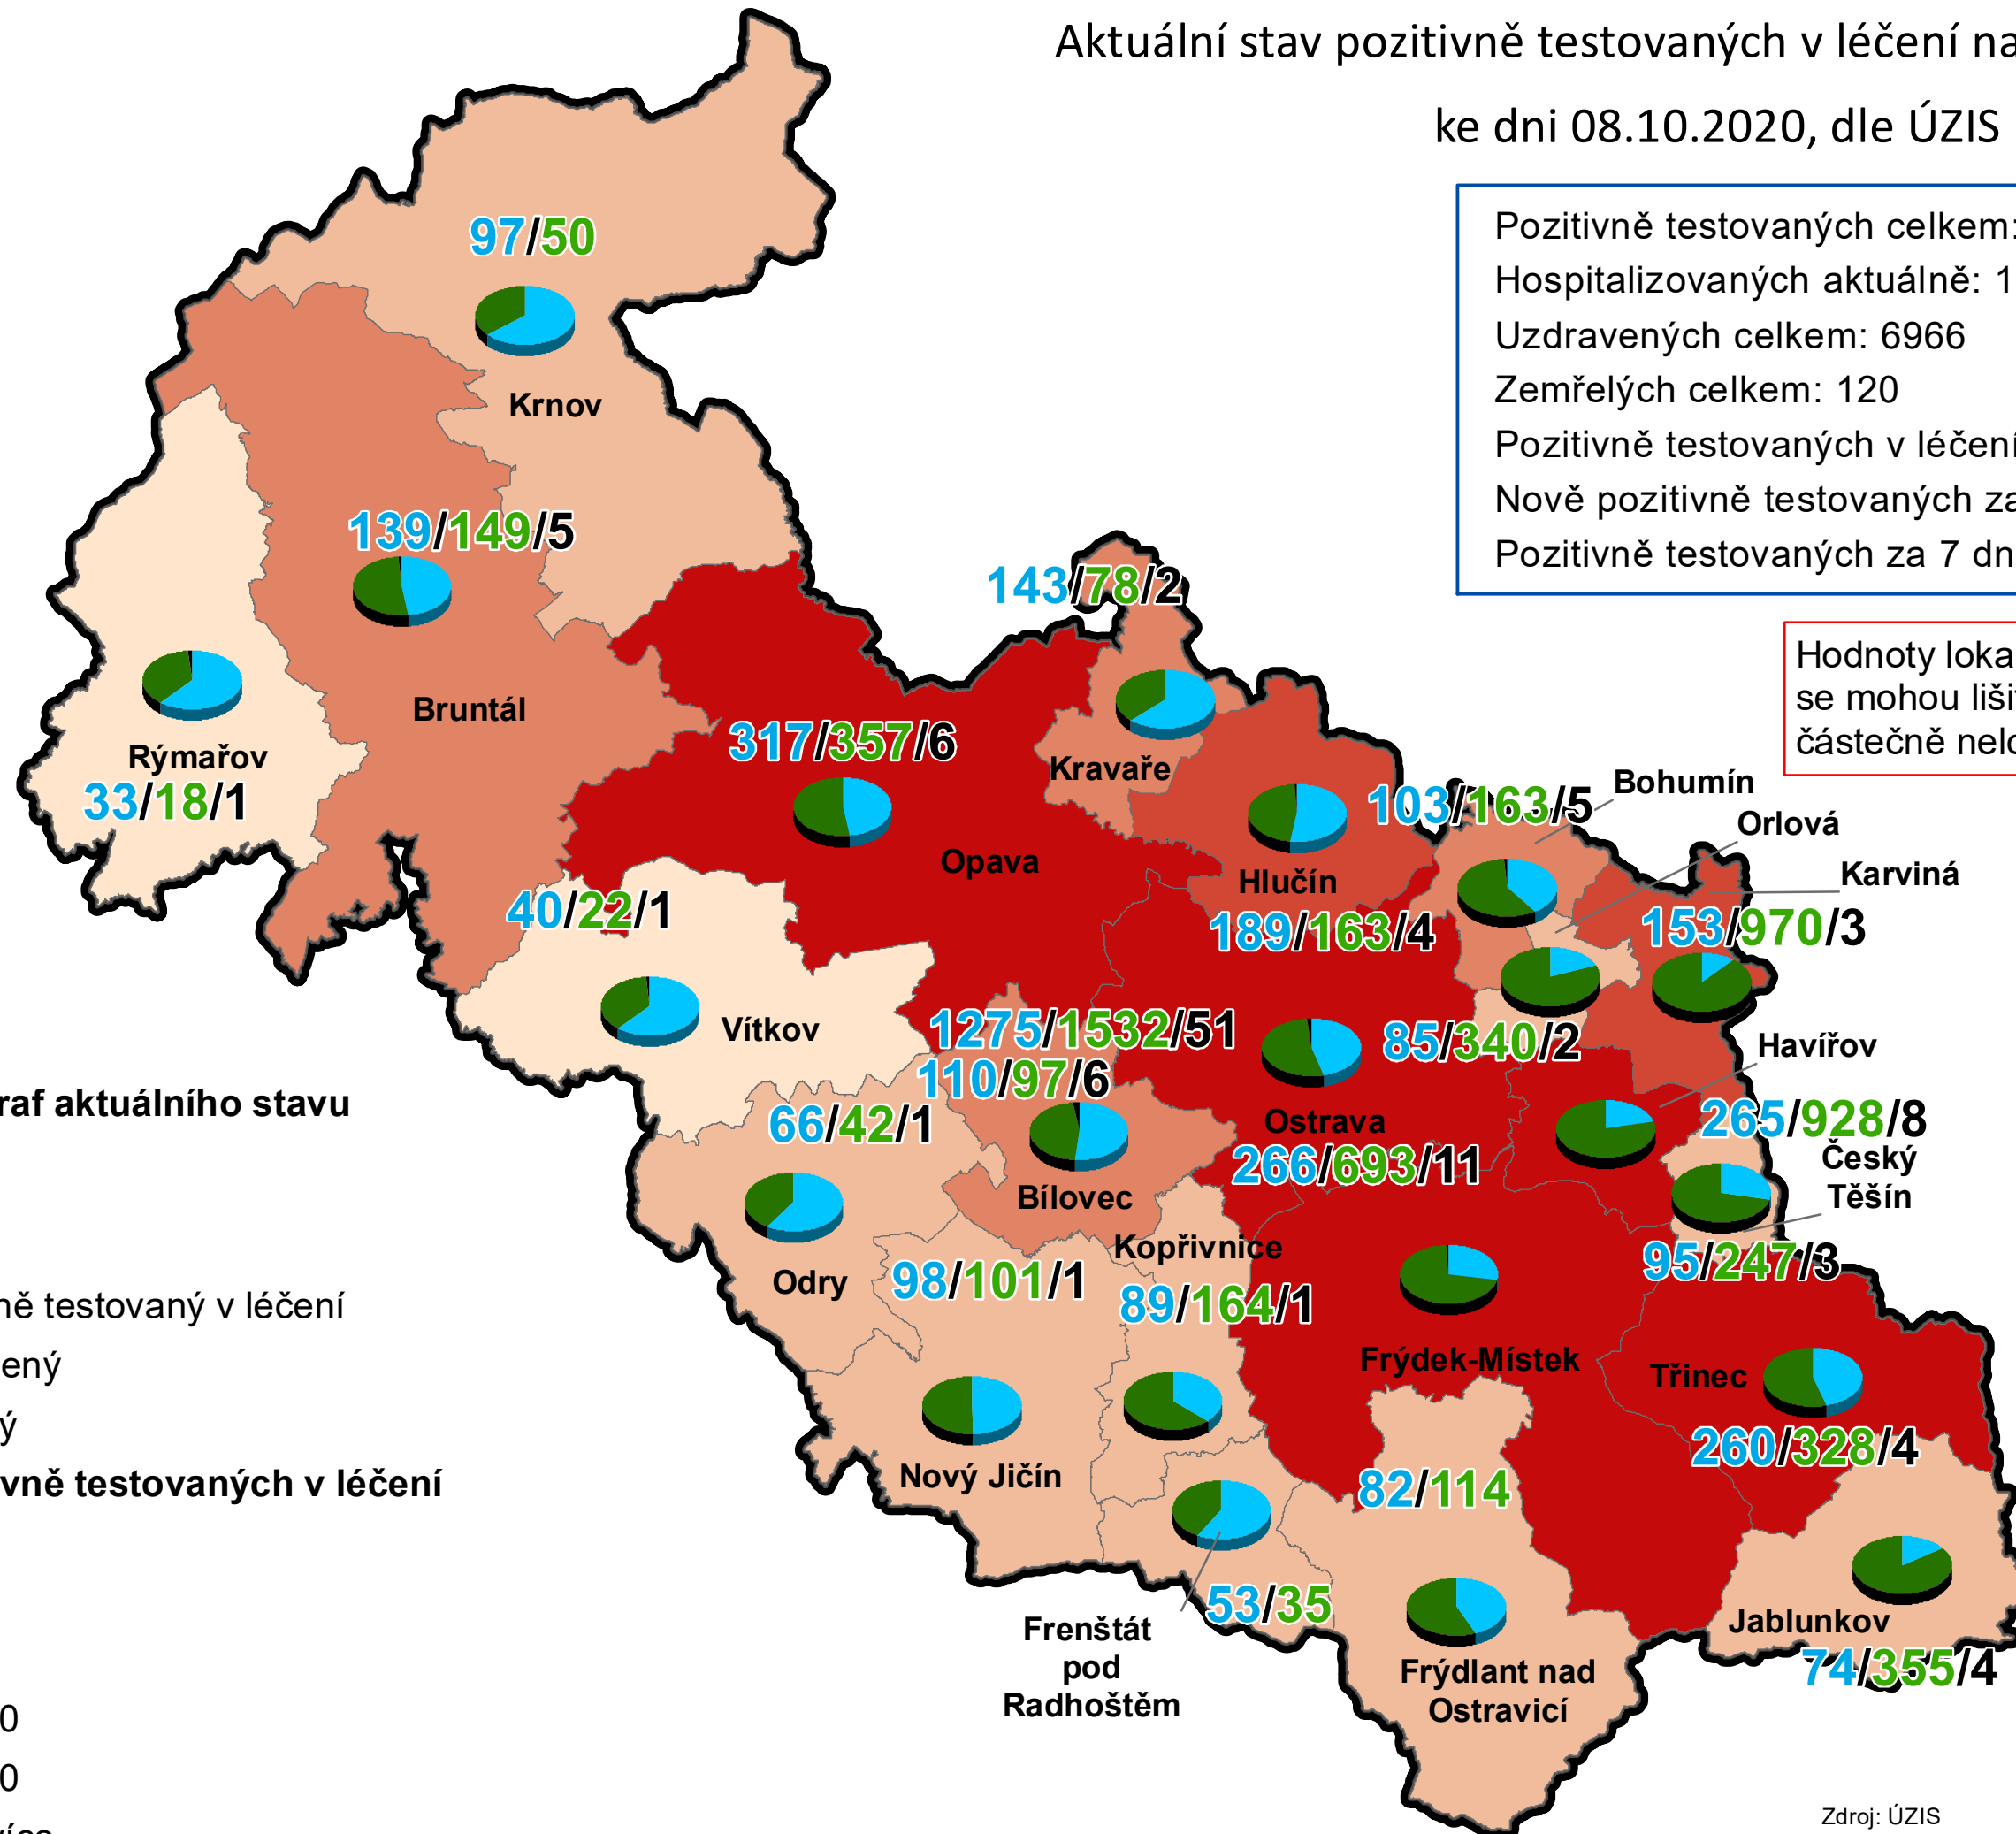 Aktuální stav pozitivně testovaných v léčení na
ke dni 08.10.2020, dle ÚZIS
Pozitivně testovaných celkem:
Hospitalizovaných aktuálně: 1
Uzdravených celkem: 6966
Zemřelých celkem: 120
Pozitivně testovaných v léčení
Nově pozitivně testovaných za
Pozitivně testovaných za 7 dn
Hodnoty loka
se mohou liši
částečně nelo
97/50
Krnov
139/149/5
Bruntál
Rýmařov
33/18/1
143/78/2
Kravaře
317/357/6
Opava
Hlučín
189/163/4
103/163/5
Bohumín
Orlová
Karviná
153/970/3
40/22/1
Vítkov
1275/1532/51
110/97/6
Bílovec
85/340/2
Havířov
265/928/8
Ostrava
266/693/11
Český
Těšín
95/247/3
66/42/1
Odry
98/101/1
Nový Jičín
Kopřivnice
89/164/1
Frýdek-Místek
Třinec
260/328/4
82/114
Frýdlant nad
Ostravicí
53/35
Frenštát
pod
Radhoštěm
Jablunkov
74/355/4
raf aktuálního stavu
ně testovaný v léčení
ený
ý
vně testovaných v léčení
0
0
více
Zdroj: ÚZIS